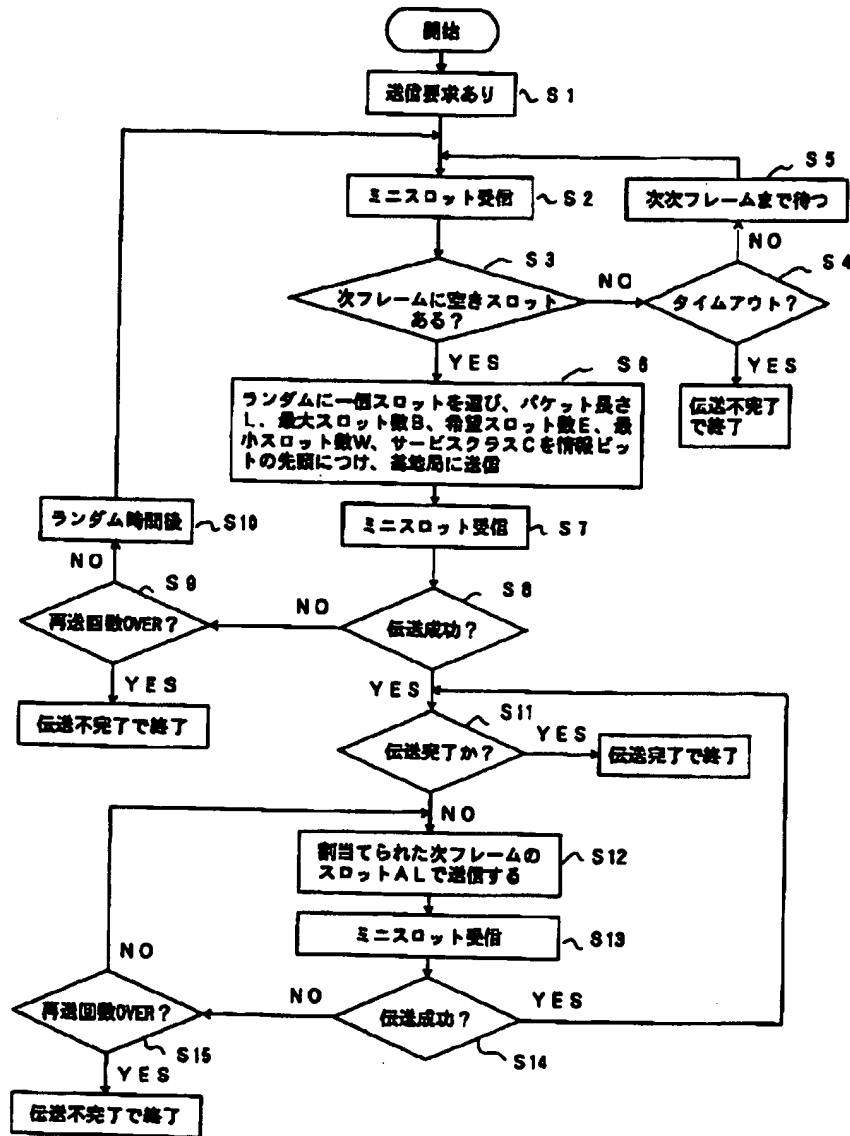 開始
送信要求あり
S1
ミニスロット受信
S2
S5
次次フレームまで待つ
NO
S3
次フレームに空きスロット
ある?
NO
S4
タイムアウト?
YES
YES
伝送不完了
で終了
S6
ランダムに一個スロットを選び、パケット長さ
L、最大スロット数B、希望スロット数E、最
小スロット数W、サービスクラスCを情報ビッ
トの先頭につけ、基地局に送信
ランダム時間後
S10
ミニスロット受信
S7
NO
S9
再送回数OVER?
NO
S8
伝送成功?
YES
伝送不完了で終了
YES
S11
伝送完了か?
YES
伝送完了で終了
NO
割当てられた次フレームの
スロットALで送信する
S12
ミニスロット受信
S13
NO
再送回数OVER?
S15
NO
伝送成功?
YES
S14
YES
伝送不完了で終了